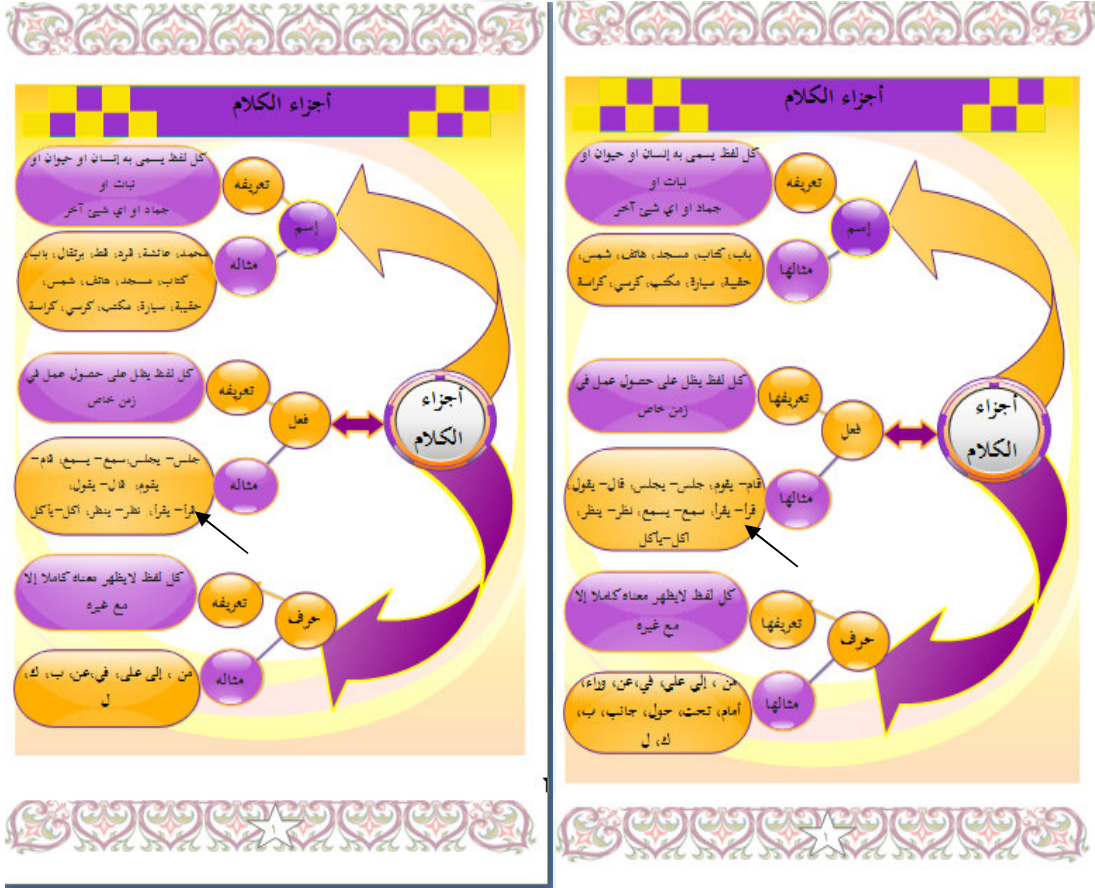 أجزاء الكلام
كل لفظ يسمى به إنسان او حيوان او
نبات او
جماد او اي شيئ آخر
تعريفه
إسم
باب، كتاب، مسجد، هاتف، شمس،
حقيبة، سيارة، مكتب، كرسي، كراسة
مثالها
كل لفظ يظل على حصول عمل في
زمن خاص
تعريفها
فعل
أجزاء
الكلام
قام- يقوم، جلس- يجلس، قال- يقول،
قرأ- يقرأ، سمع- يسمع، نظر- ينظر،
اكل-يأكل
مثالها
كل لفظ لايظهر معناه كاملا إلا
مع غيره
تعريفها
حرف
من ، إلي علي، في،عن، وراء،
أمام، تحت، حول، جانب، ب،
ك، ل
مثالها
١
أجزاء الكلام
كل لفظ يسمى به إنسان او حيوان او
نبات او
جماد او اي شيئ آخر
تعريفه
إسم
محمد، عائشة، قرد، قط، برتقال، باب،
كتاب، مسجد، هاتف، شمس،
حقيبة، سيارة، مكتب، كرسي، كراسة
مثاله
كل لفظ يظل على حصول عمل في
زمن خاص
تعريفه
فعل
أجزاء
الكلام
جلس- يجلس،سمع- يسمع، قام-
يقوم، قال- يقول،
قرأ- يقرأ، نظر- ينظر، اكل-يأكل
مثاله
كل لفظ لايظهر معناه كاملا إلا
مع غيره
تعريفه
حرف
من ، إلى على، في،عن، ب، ك،
ل
مثاله
١